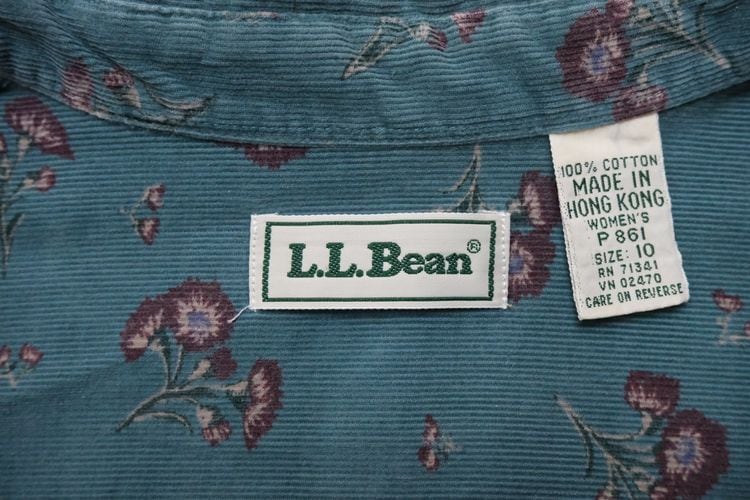 L.L.Bean®
100% COTTON
MADE IN
HONG KONG
WOMEN'S
P 861
SIZE: 10
RN 71341
VN 02470
CARE ON REVERSE